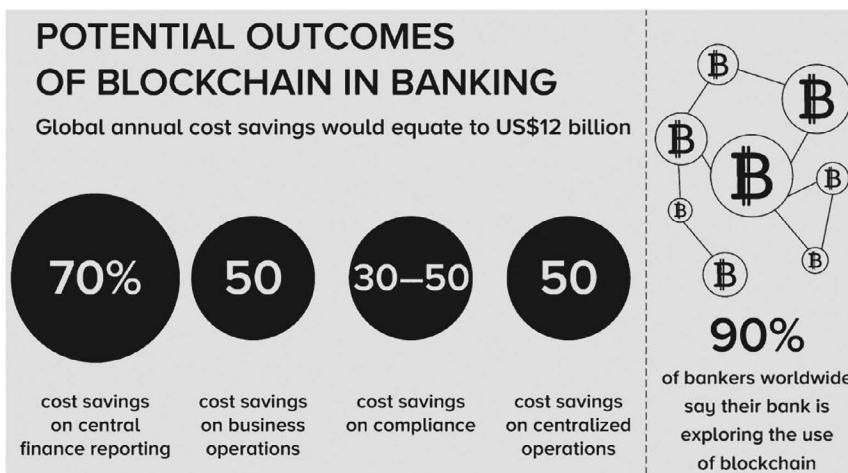 POTENTIAL OUTCOMES
OF BLOCKCHAIN IN BANKING
Global annual cost savings would equate to US$12 billion
70%
cost savings
on central
finance reporting
50
cost savings
on business
operations
30–50
cost savings
on compliance
50
cost savings
on centralized
operations
90%
of bankers worldwide
say their bank is
exploring the use
of blockchain